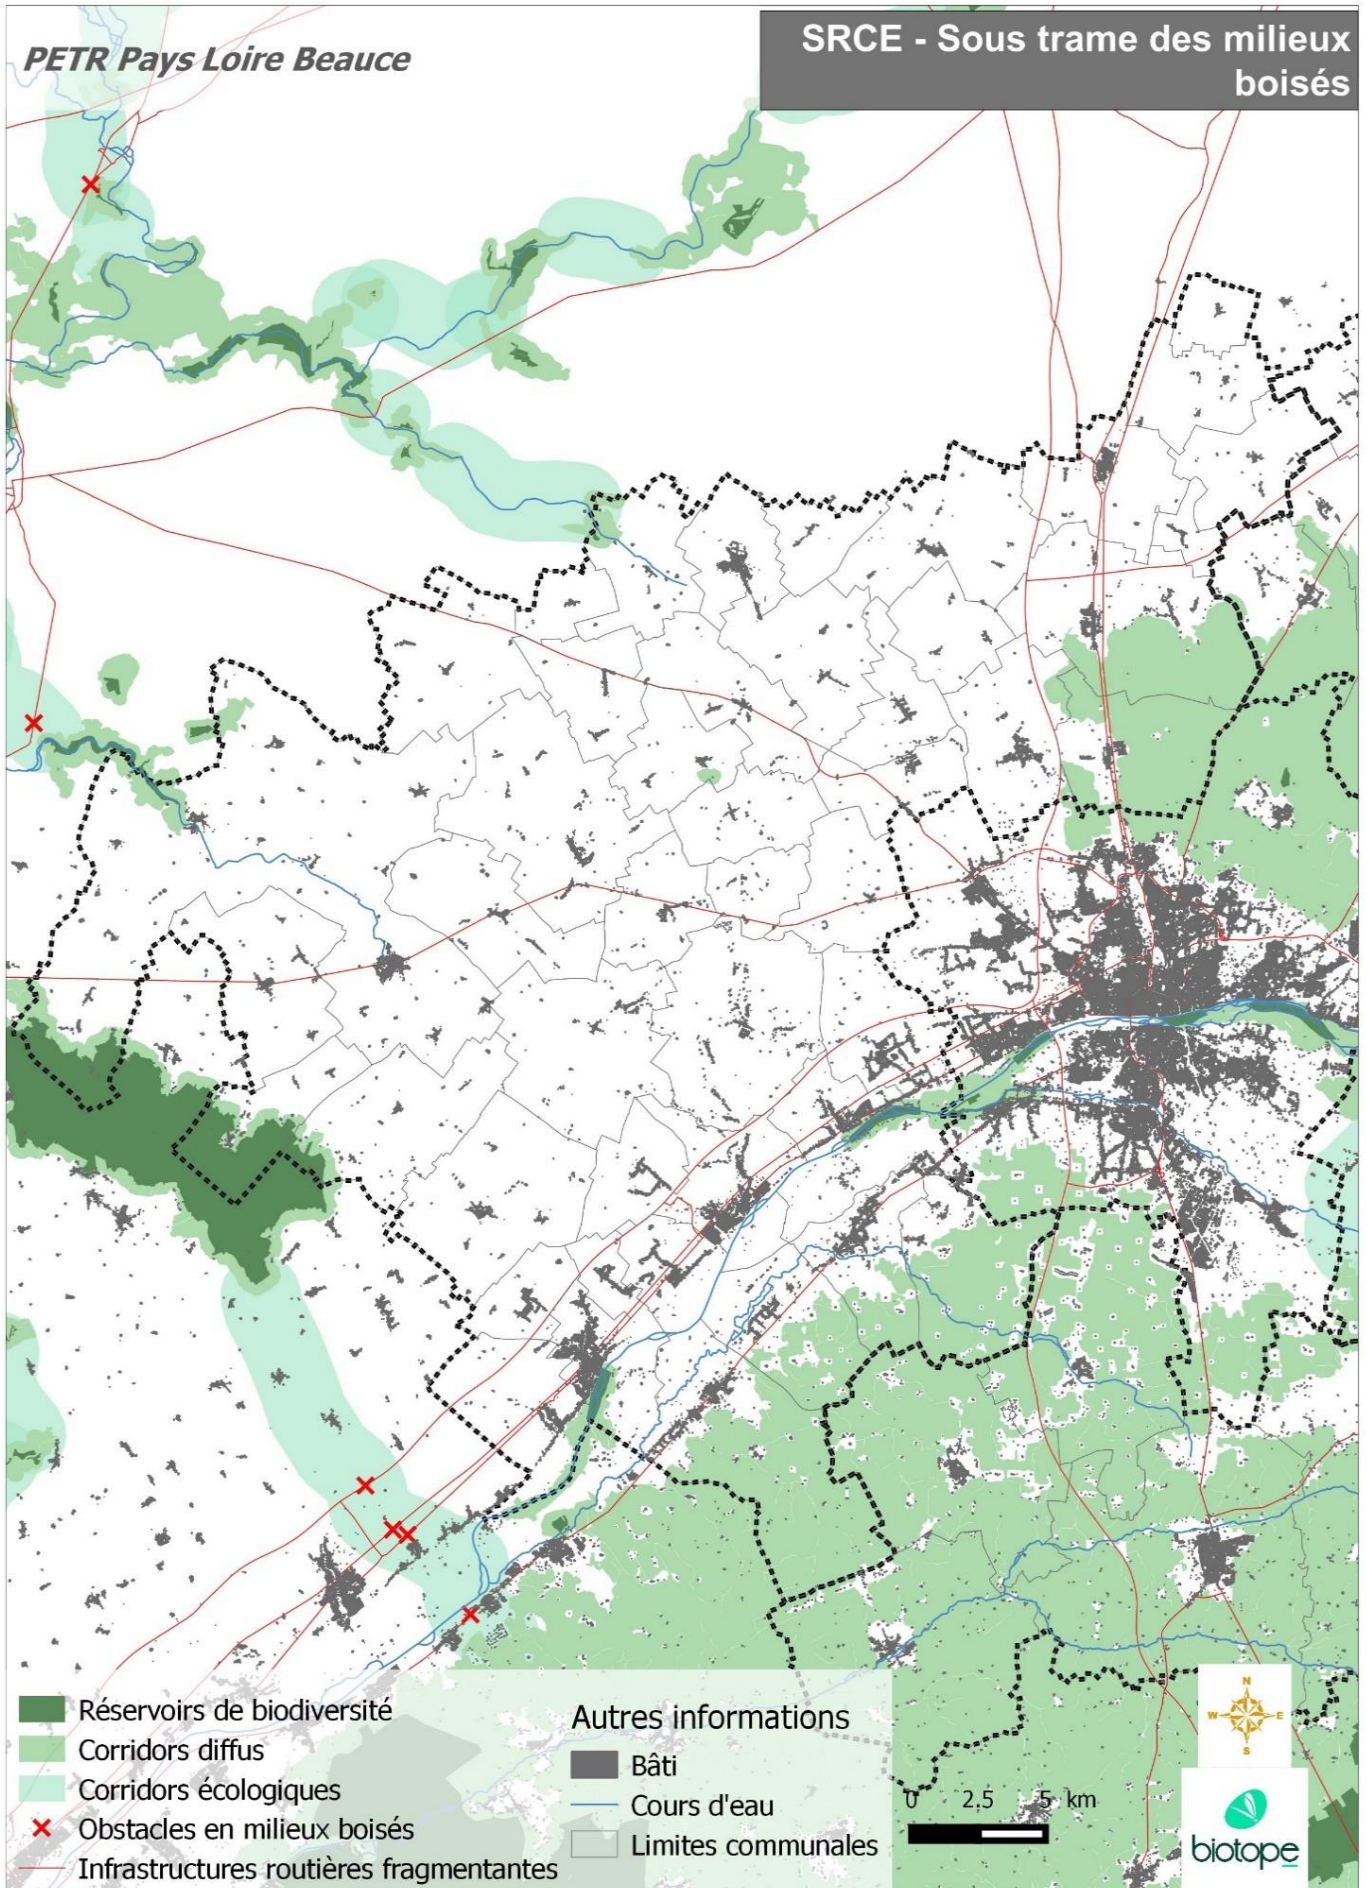 PETR Pays Loire Beauce
SRCE - Sous trame des milieux
boisés
Réservoirs de biodiversité
Corridors diffus
Corridors écologiques
Obstacles en milieux boisés
Infrastructures routières fragmentantes
Autres informations
Bâti
Cours d'eau
Limites communales
0 2.5 5 km
N
W E
S
biotope